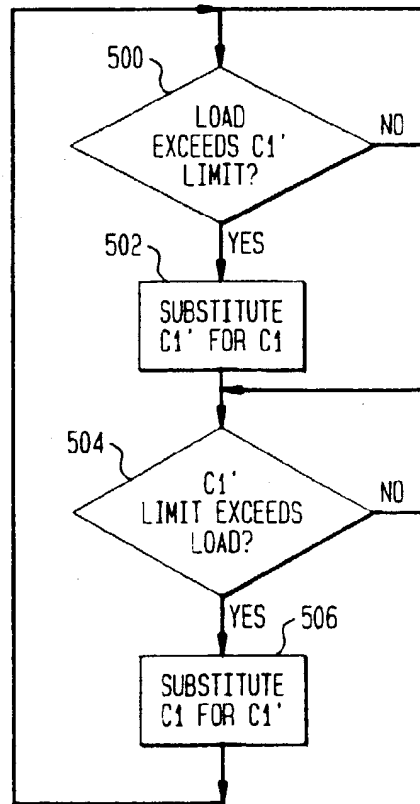 500
LOAD
EXCEEDS C1'
LIMIT?
NO
YES
502
SUBSTITUTE
C1' FOR C1
504
C1'
LIMIT EXCEEDS
LOAD?
NO
YES
506
SUBSTITUTE
C1 FOR C1'